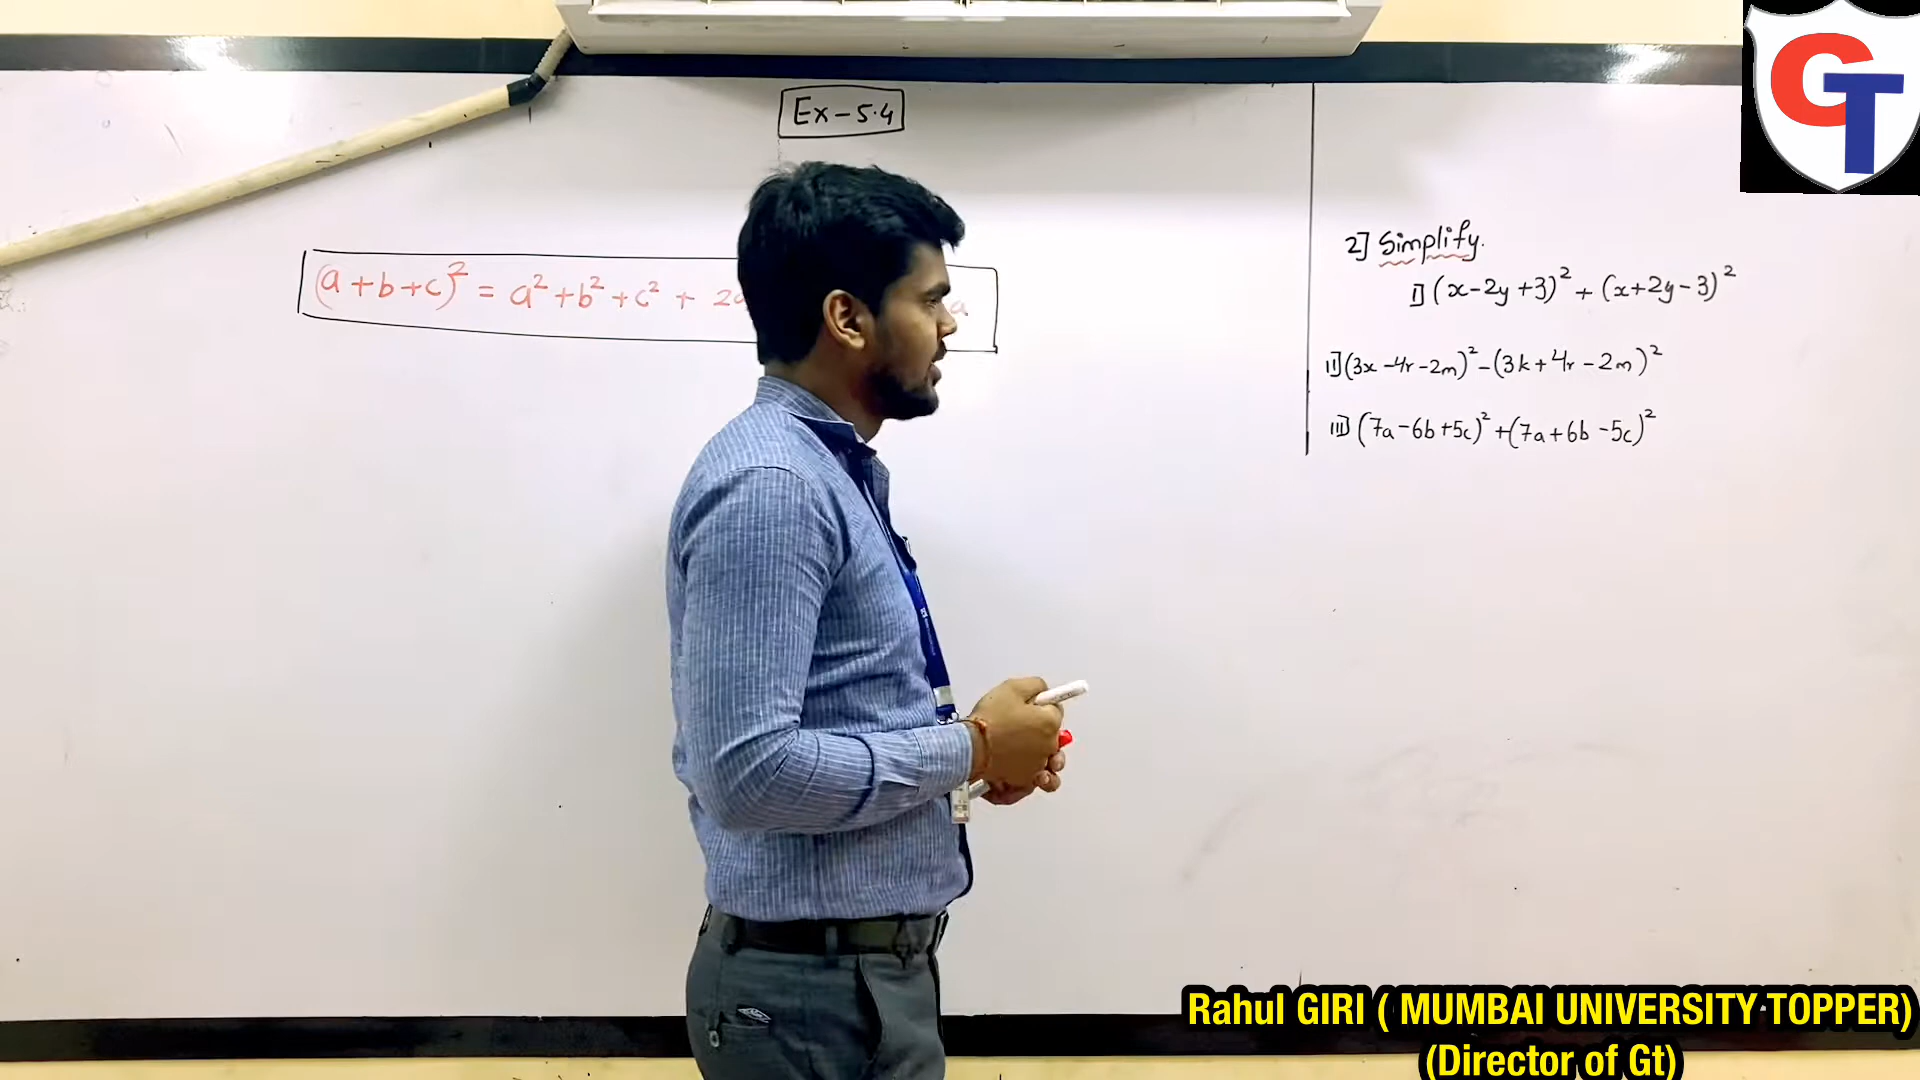 GT
Ex - 5.4
(a + b + c)² = a² + b² + c² + 2a
a
2] Simplify.
I] (x - 2y + 3)² + (x + 2y - 3)²
II] (3x - 4r - 2m)² - (3k + 4r - 2m)²
III] (7a - 6b + 5c)² + (7a + 6b - 5c)²
Rahul GIRI ( MUMBAI UNIVERSITY TOPPER)
(Director of Gt)